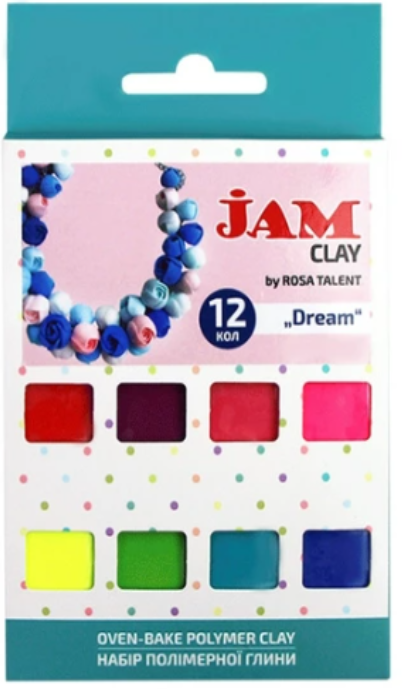 JAM
CLAY
by ROSA TALENT
12
КОЛ
„Dream“
OVEN-BAKE POLYMER CLAY
НАБІР ПОЛІМЕРНОЇ ГЛИНИ